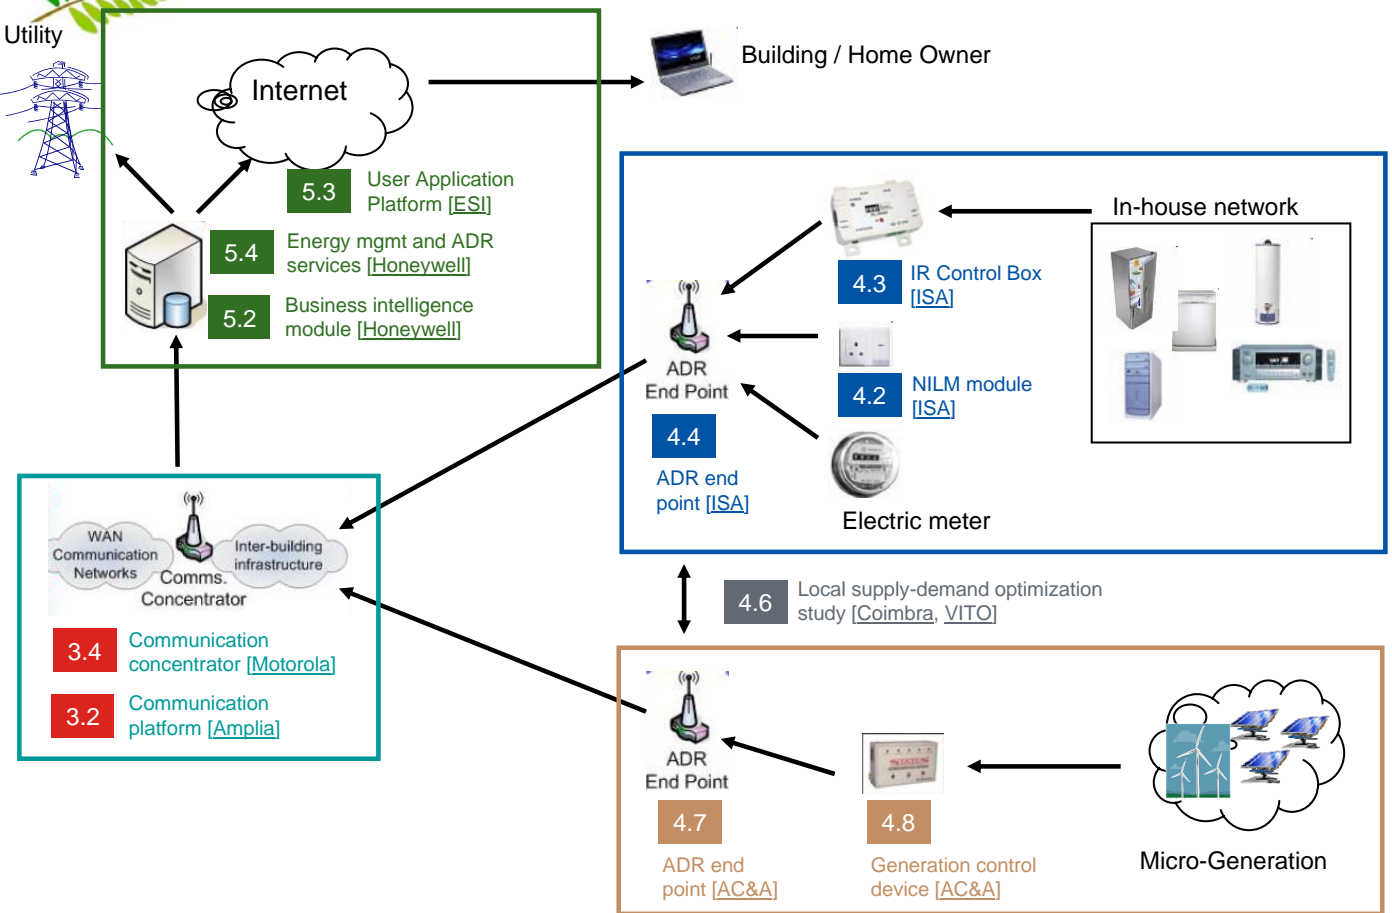 Utility
Internet
Building / Home Owner
5.3
User Application
Platform [ESI]
5.4
Energy mgmt and ADR
services [Honeywell]
5.2
Business intelligence
module [Honeywell]
In-house network
4.3
IR Control Box
[ISA]
ADR
End Point
4.2
NILM module
[ISA]
4.4
ADR end
point [ISA]
Electric meter
WAN
Communication
Networks
Inter-building
infrastructure
Comms.
Concentrator
3.4
Communication
concentrator [Motorola]
3.2
Communication
platform [Amplia]
4.6
Local supply-demand optimization
study [Coimbra, VITO]
ADR
End Point
STATUS
4.7
ADR end
point [AC&A]
4.8
Generation control
device [AC&A]
Micro-Generation